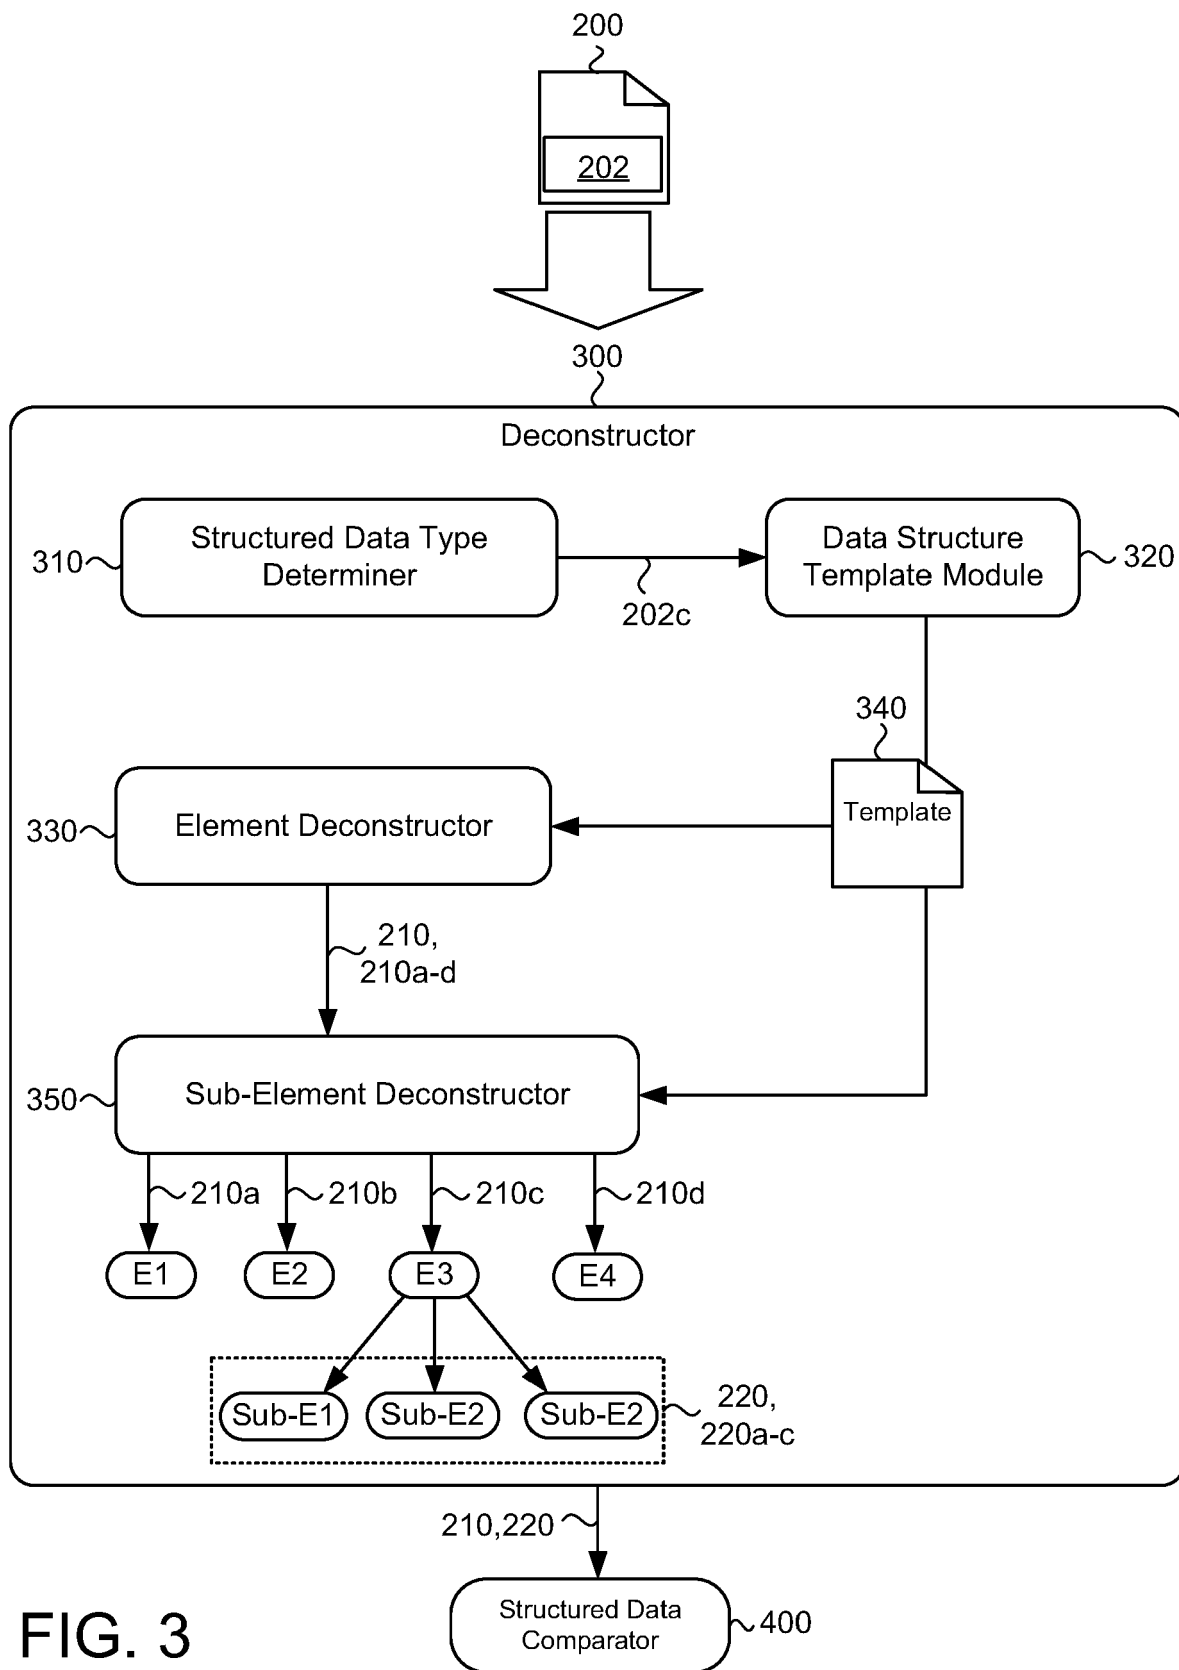 200
202
300
Deconstructor
310
Structured Data Type
Determiner
202c
Data Structure
Template Module
320
340
Template
330
Element Deconstructor
210,
210a-d
350
Sub-Element Deconstructor
210a
210b
210c
210d
E1
E2
E3
E4
Sub-E1
Sub-E2
Sub-E2
220,
220a-c
210,220
Structured Data
Comparator
400
FIG. 3